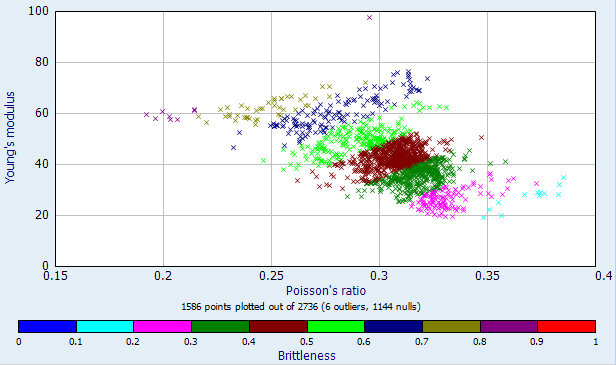 100
80
60
40
20
0
Young's modulus
0.15 0.2 0.25 0.3 0.35 0.4
Poisson's ratio
1586 points plotted out of 2736 (6 outliers, 1144 nulls)
0 0.1 0.2 0.3 0.4 0.5 0.6 0.7 0.8 0.9 1
Brittleness